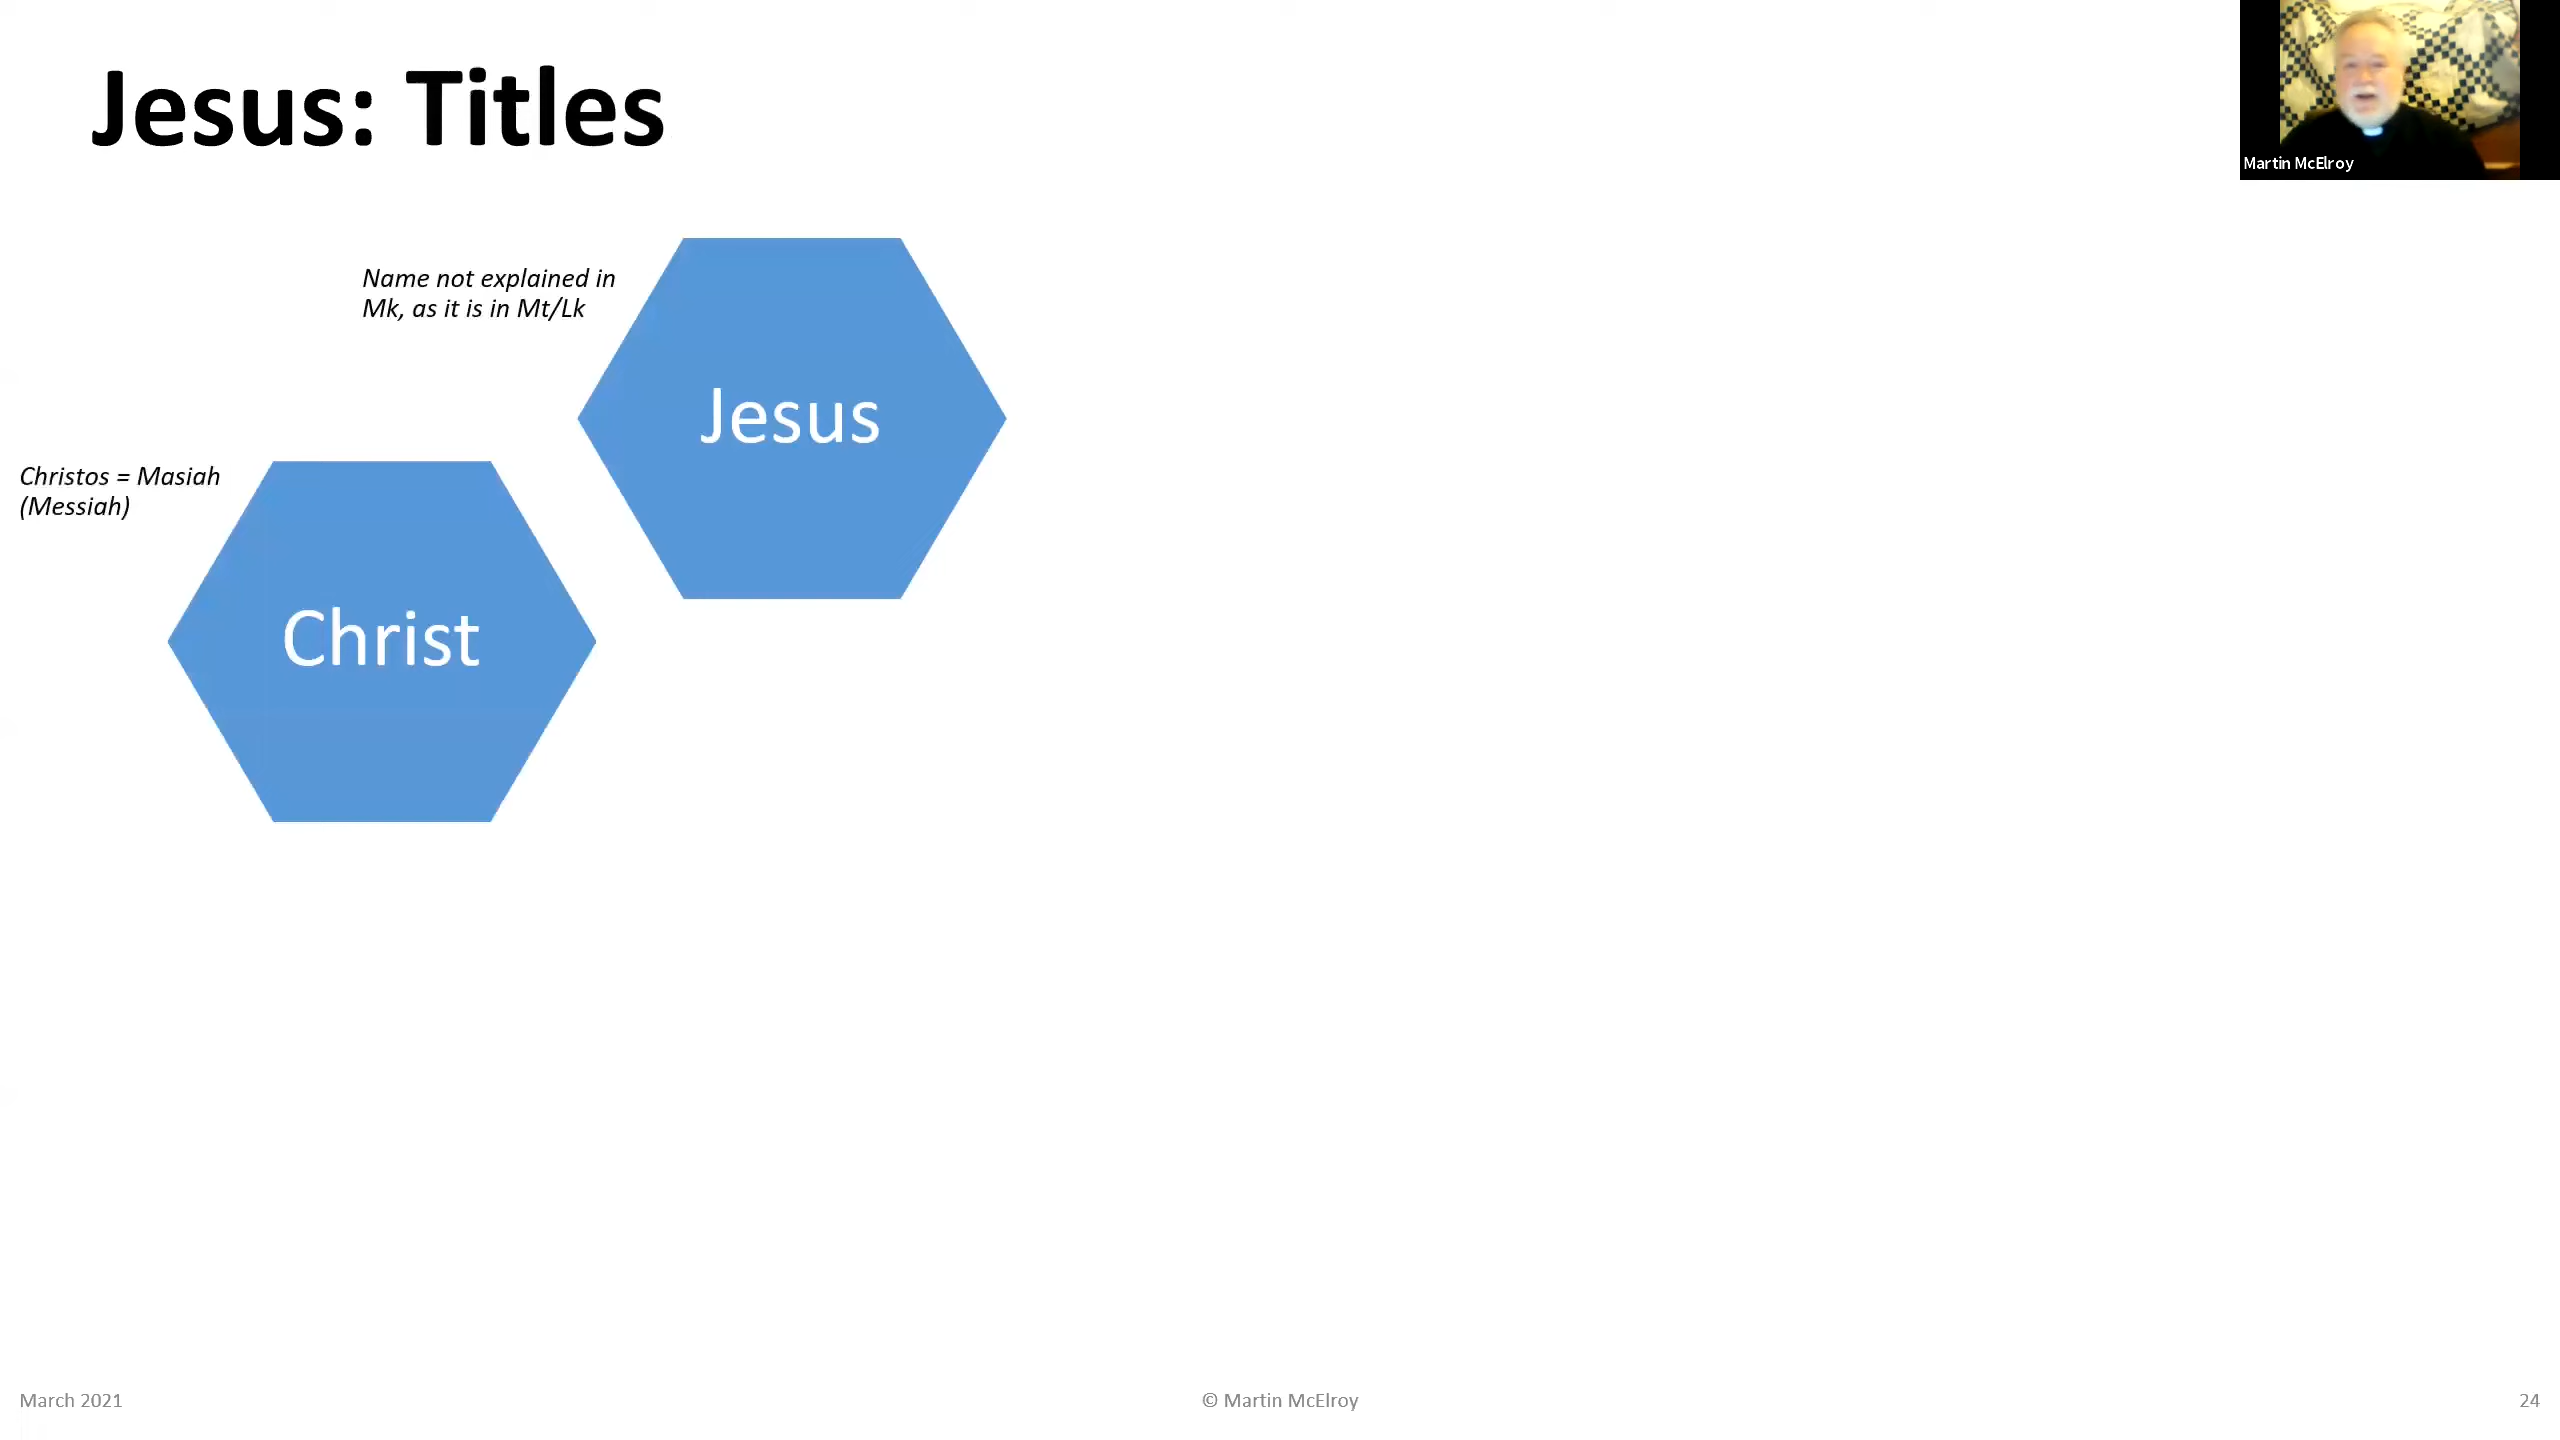 Jesus: Titles
Martin McElroy
Name not explained in
Mk, as it is in Mt/Lk
Jesus
Christos = Masiah
(Messiah)
Christ
March 2021
© Martin McElroy
24